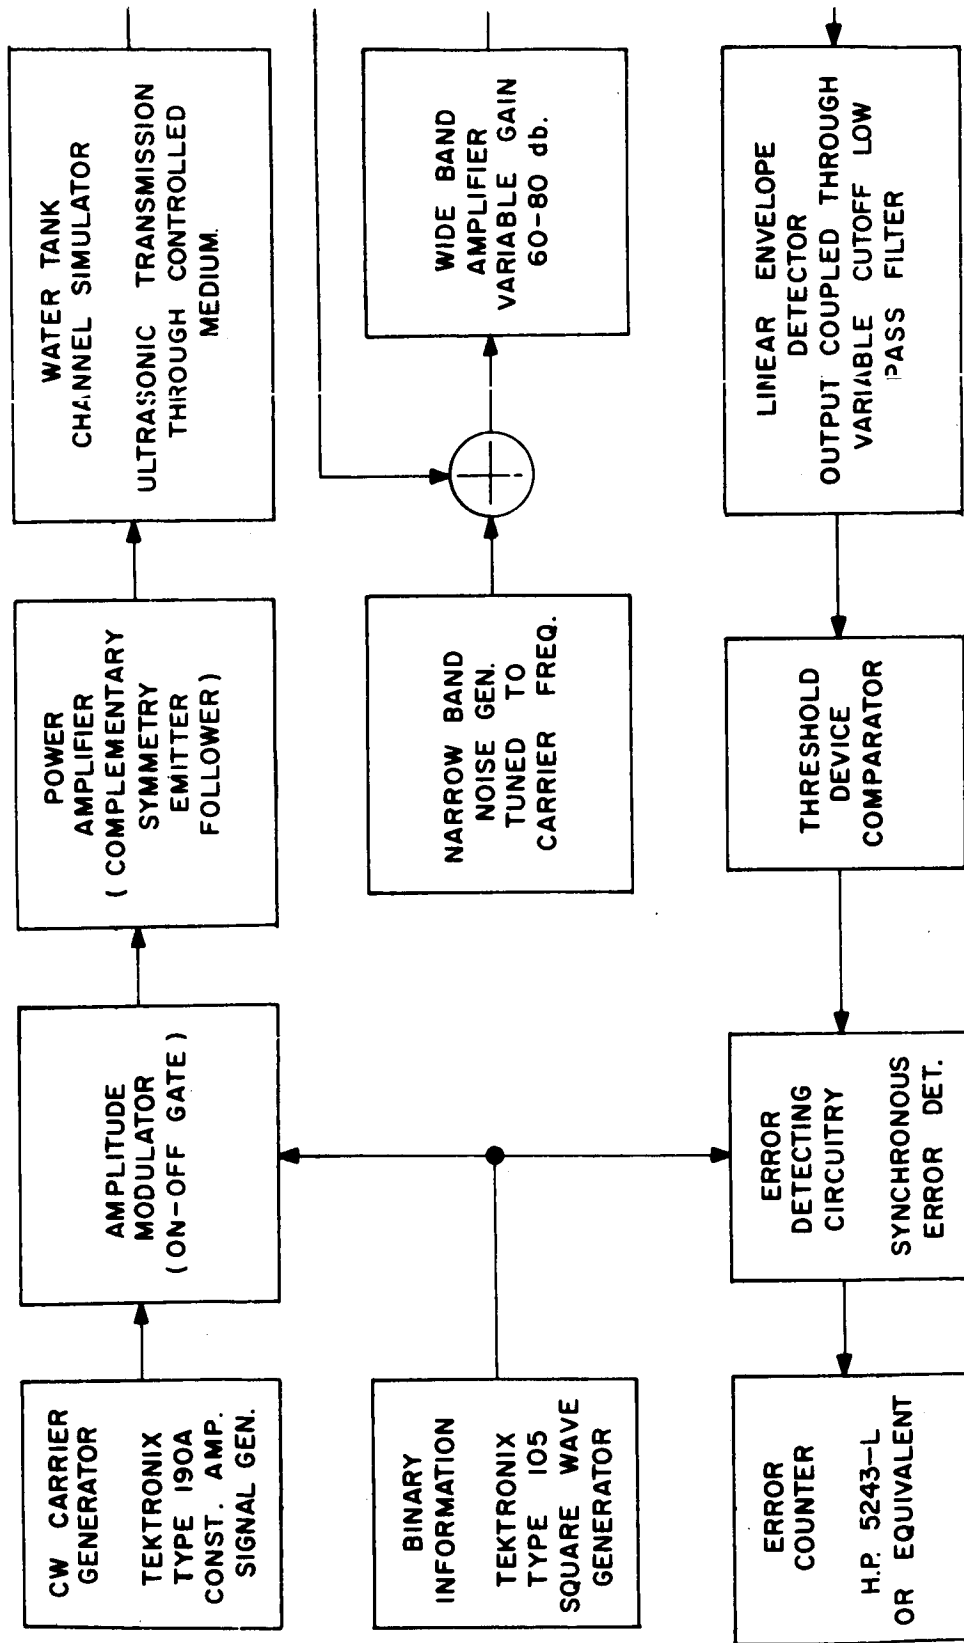 CW CARRIER
GENERATOR
TEKTRONIX
TYPE 190A
CONST. AMP.
SIGNAL GEN.
AMPLITUDE
MODULATOR
(ON-OFF GATE)
POWER
AMPLIFIER
(COMPLEMENTARY
SYMMETRY
EMITTER
FOLLOWER)
WATER TANK
CHANNEL SIMULATOR
ULTRASONIC TRANSMISSION
THROUGH CONTROLLED
MEDIUM.
BINARY
INFORMATION
TEKTRONIX
TYPE 105
SQUARE WAVE
GENERATOR
NARROW BAND
NOISE GEN.
TUNED TO
CARRIER FREQ.
WIDE BAND
AMPLIFIER
VARIABLE GAIN
60-80 db.
ERROR
COUNTER
H.P. 5243-L
OR EQUIVALENT
ERROR
DETECTING
CIRCUITRY
SYNCHRONOUS
ERROR DET.
THRESHOLD
DEVICE
COMPARATOR
LINEAR ENVELOPE
DETECTOR
OUTPUT COUPLED THROUGH
VARIABLE CUTOFF LOW
PASS FILTER